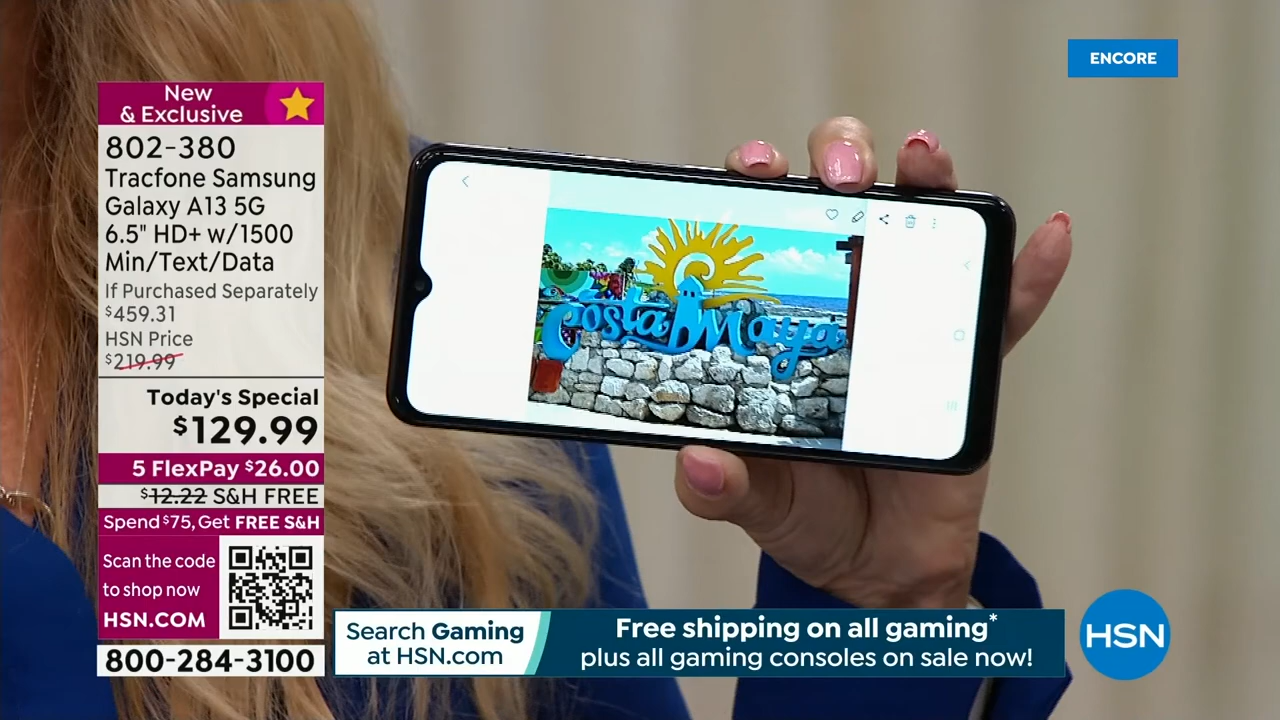 ENCORE
New
& Exclusive
802-380
Tracfone Samsung
Galaxy A13 5G
6.5" HD+ w/1500
Min/Text/Data
If Purchased Separately
$459.31
HSN Price
$219.99
Today's Special
$129.99
5 FlexPay $26.00
$12.22 S&H FREE
Spend $75, Get FREE S&H
Scan the code
to shop now
HSN.COM
800-284-3100
Costa Maya
Search Gaming
at HSN.com
Free shipping on all gaming*
plus all gaming consoles on sale now!
HSN